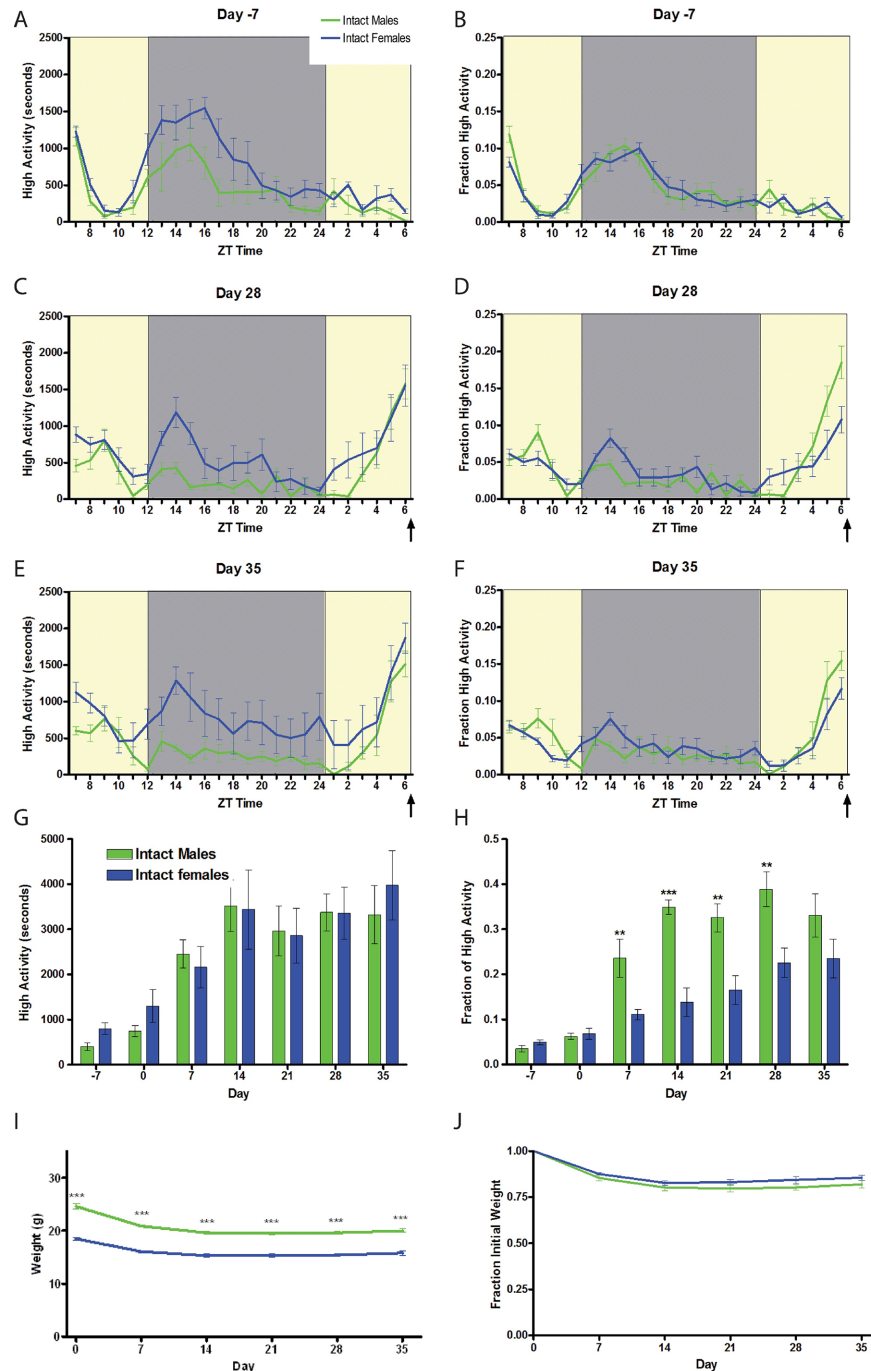 A
Day -7
Intact Males
Intact Females
High Activity (seconds)
2500
2000
1500
1000
500
0
8 10 12 14 16 18 20 22 24 2 4 6
ZT Time
B
Day -7
Fraction High Activity
0.25
0.20
0.15
0.10
0.05
0.00
8 10 12 14 16 18 20 22 24 2 4 6
ZT Time
C
Day 28
High Activity (seconds)
2500
2000
1500
1000
500
0
8 10 12 14 16 18 20 22 24 2 4 6
ZT Time
D
Day 28
Fraction High Activity
0.25
0.20
0.15
0.10
0.05
0.00
8 10 12 14 16 18 20 22 24 2 4 6
ZT Time
E
Day 35
High Activity (seconds)
2500
2000
1500
1000
500
0
8 10 12 14 16 18 20 22 24 2 4 6
ZT Time
F
Day 35
Fraction High Activity
0.25
0.20
0.15
0.10
0.05
0.00
8 10 12 14 16 18 20 22 24 2 4 6
ZT Time
G
Intact Males
Intact females
High Activity (seconds)
5000
4000
3000
2000
1000
0
-7 0 7 14 21 28 35
Day
H
Fraction of High Activity
0.5
0.4
0.3
0.2
0.1
0.0
** *** ** **
-7 0 7 14 21 28 35
Day
I
Weight (g)
30
20
10
0
*** *** *** *** *** ***
0 7 14 21 28 35
Day
J
Fraction Initial Weight
1.00
0.75
0.50
0.25
0.00
0 7 14 21 28 35
Day